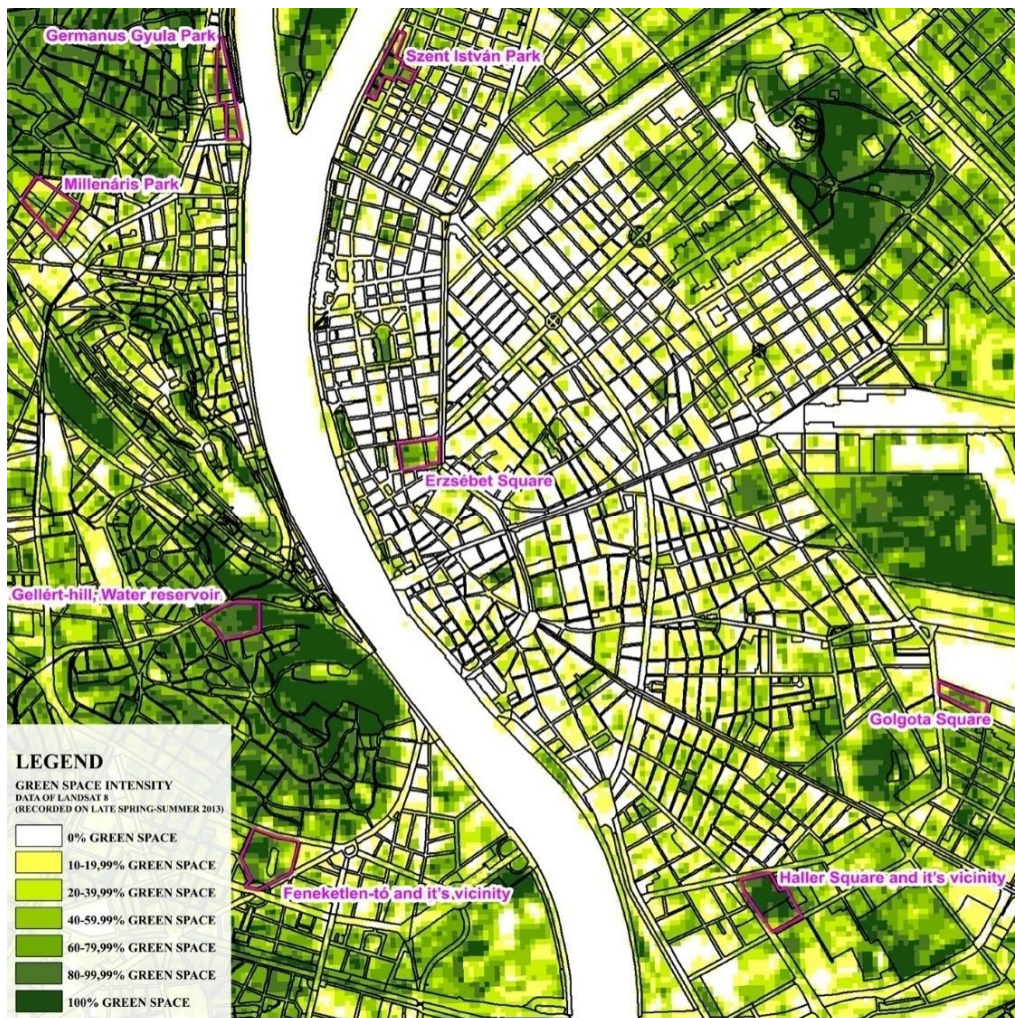 Germanus Gyula Park
Szent István Park
Millenáris Park
Erzsébet Square
Gellért-hill, Water reservoir
Golgota Square
Haller Square and it's vicinity
Feneketlen-tó and it's vicinity
LEGEND
GREEN SPACE INTENSITY
DATA OF LANDSAT 8
(RECORDED ON LATE SPRING-SUMMER 2013)
0% GREEN SPACE
10-19,99% GREEN SPACE
20-39,99% GREEN SPACE
40-59.99% GREEN SPACE
60-79,99% GREEN SPACE
80-99,99% GREEN SPACE
100% GREEN SPACE